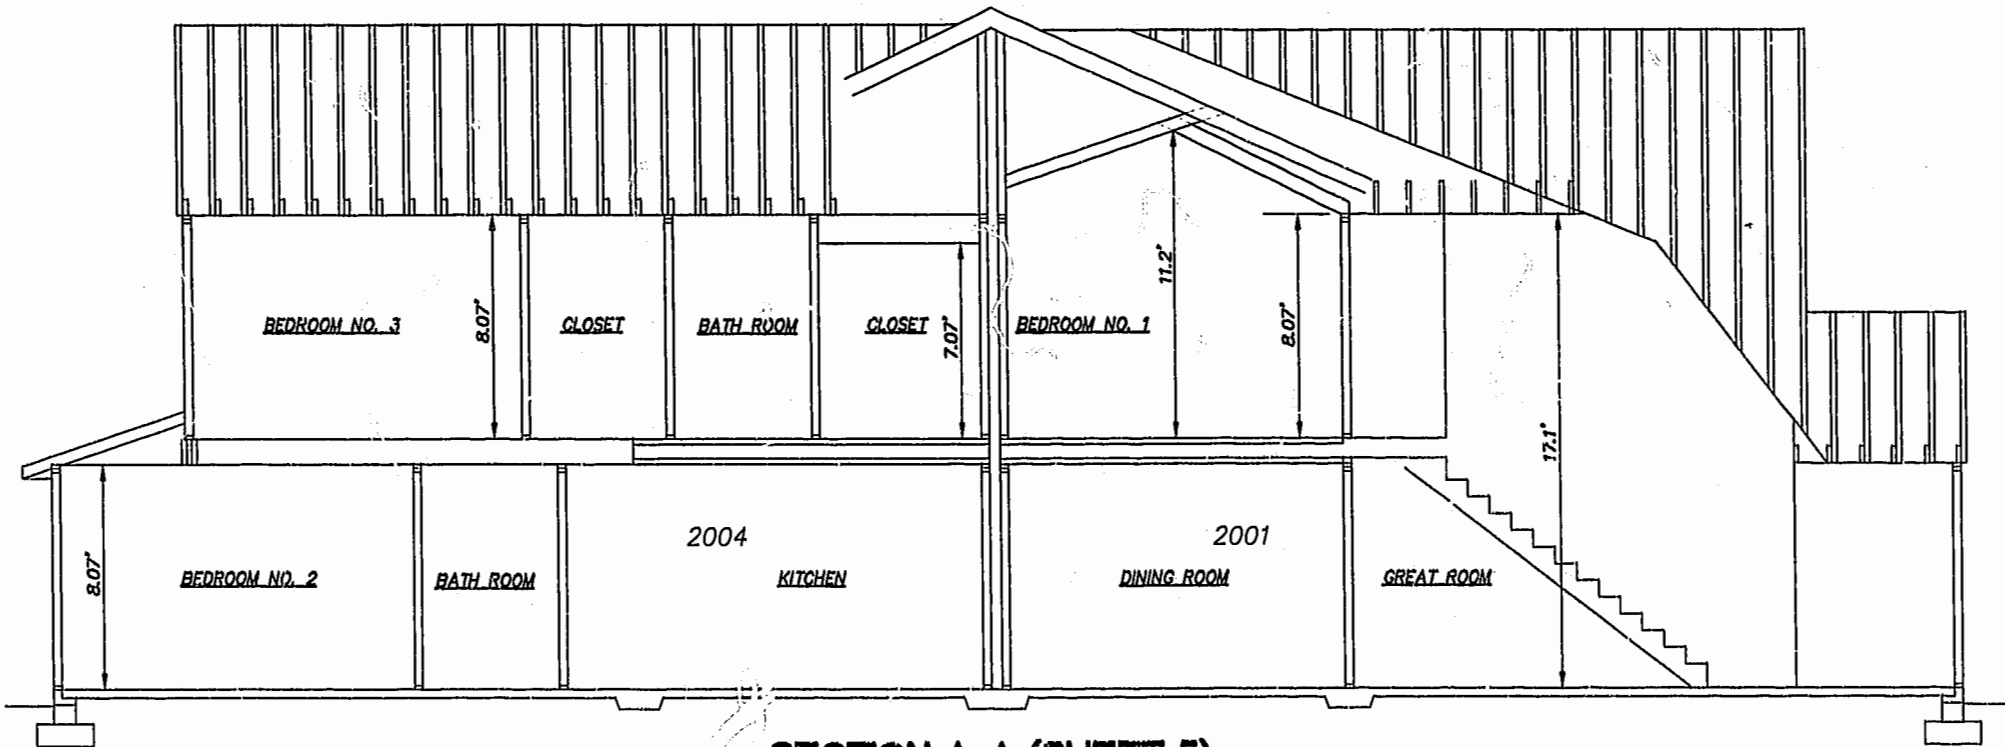 BEDROOM NO. 3
8.07'
CLOSET
BATH ROOM
CLOSET
7.07'
BEDROOM NO. 1
11.2'
8.07'
17.1'
8.07'
BEDROOM NO. 2
BATH ROOM
2004
KITCHEN
2001
DINING ROOM
GREAT ROOM
SECTION A-A